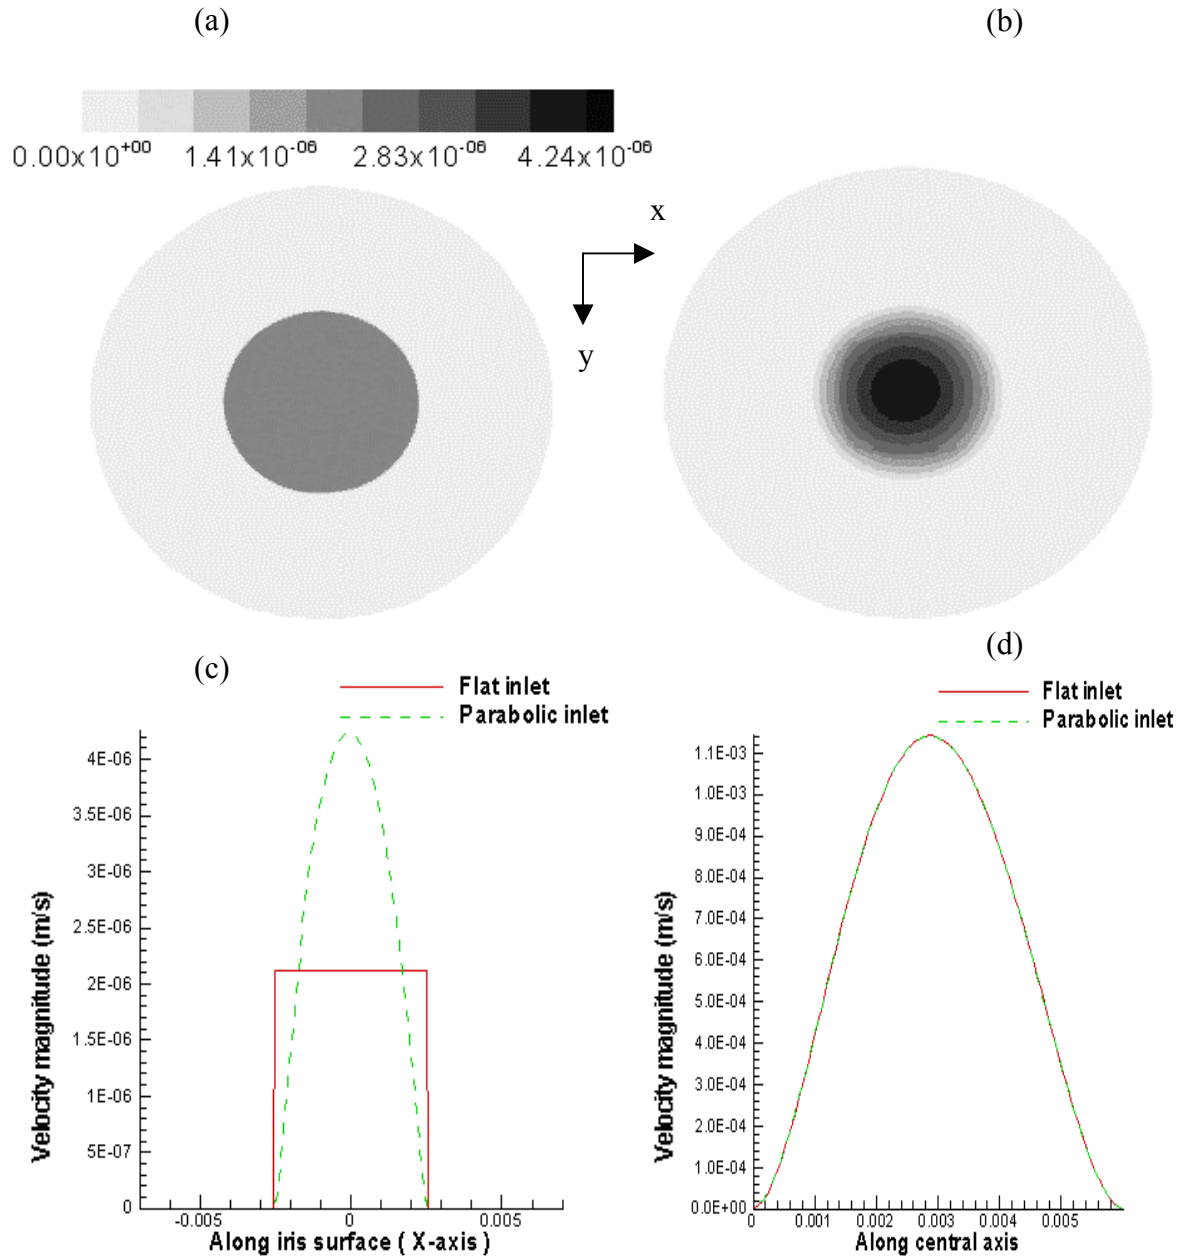 (a)
(b)
0.00x10+00 1.41x10-06 2.83x10-06 4.24x10-06
x
y
(c)
Flat inlet
Parabolic inlet
4E-06
3.5E-06
3E-06
2.5E-06
2E-06
1.5E-06
1E-06
5E-07
0
Velocity magnitude (m/s)
-0.005 0 0.005
Along iris surface ( X-axis )
(d)
Flat inlet
Parabolic inlet
1.1E-03
1.0E-03
9.0E-04
8.0E-04
7.0E-04
6.0E-04
5.0E-04
4.0E-04
3.0E-04
2.0E-04
1.0E-04
0.0E+00
Velocity magnitude (m/s)
0 0.001 0.002 0.003 0.004 0.005
Along central axis